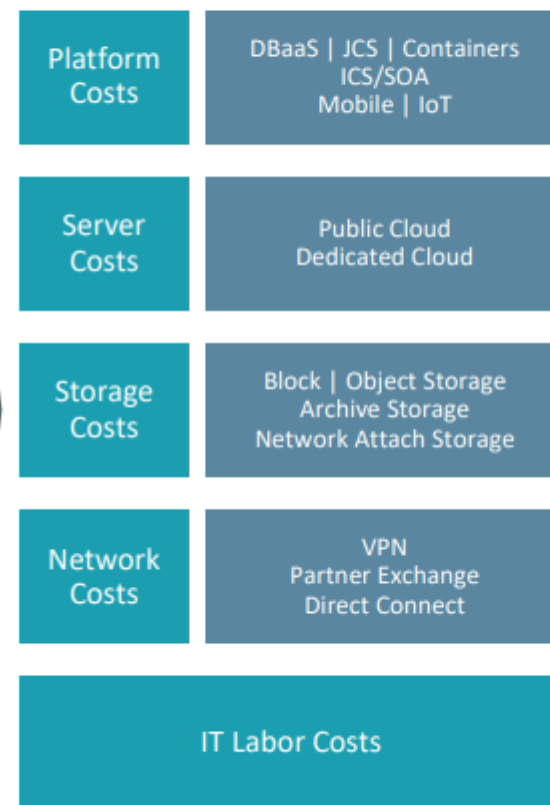 Platform
Costs
DBaaS | JCS | Containers
ICS/SOA
Mobile | IoT
Server
Costs
Public Cloud
Dedicated Cloud
Storage
Costs
Block | Object Storage
Archive Storage
Network Attach Storage
Network
Costs
VPN
Partner Exchange
Direct Connect
IT Labor Costs